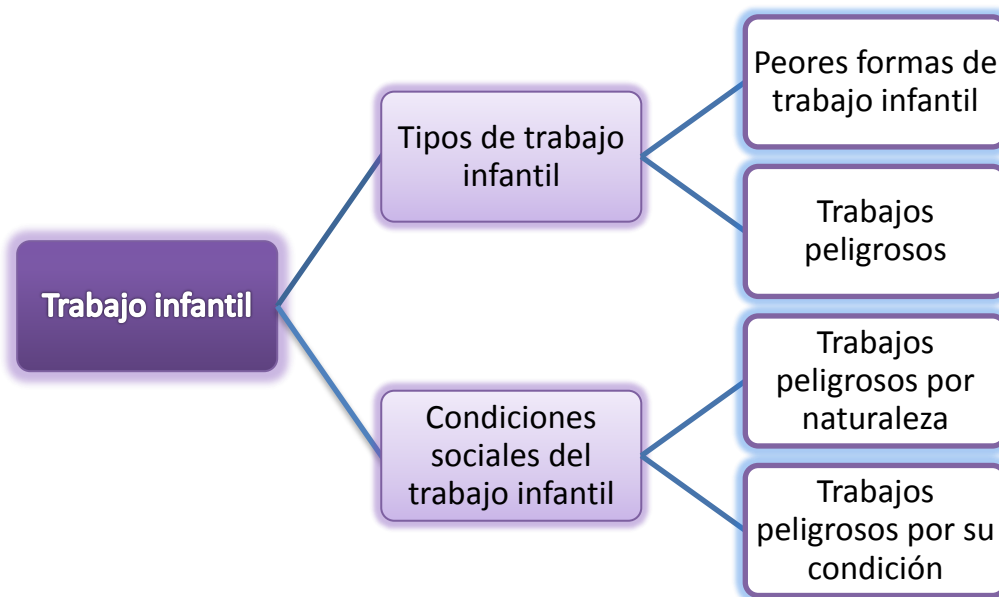 Trabajo infantil
Tipos de trabajo
infantil
Peores formas de
trabajo infantil
Trabajos
peligrosos
Condiciones
sociales del
trabajo infantil
Trabajos
peligrosos por
naturaleza
Trabajos
peligrosos por su
condición